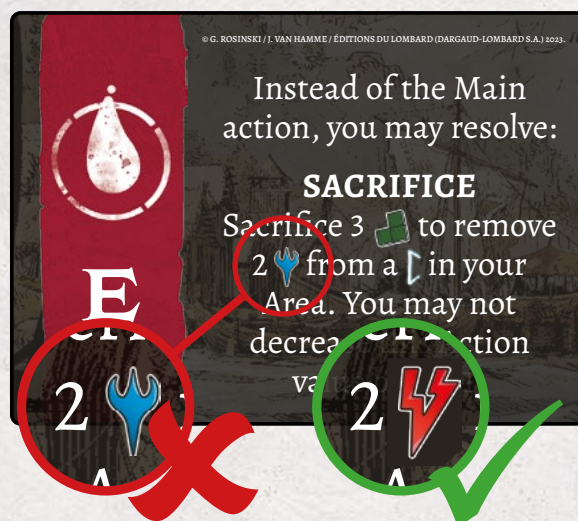 © G. ROSINSKI / J. VAN HAMME / ÉDITIONS DU LOMBARD (DARGAUD-LOMBARD S.A.) 2023.
Instead of the Main
action, you may resolve:
SACRIFICE
Sacrifice 3 to remove
2 from a in your
Area. You may not
E
2
2